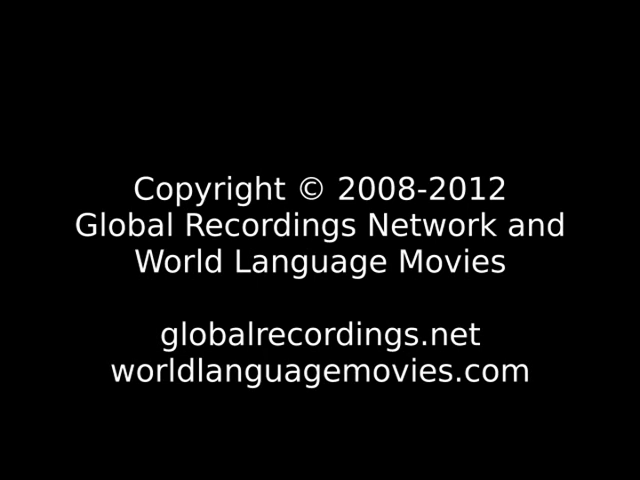 Copyright © 2008-2012
Global Recordings Network and
World Language Movies
globalrecordings.net
worldlanguagemovies.com